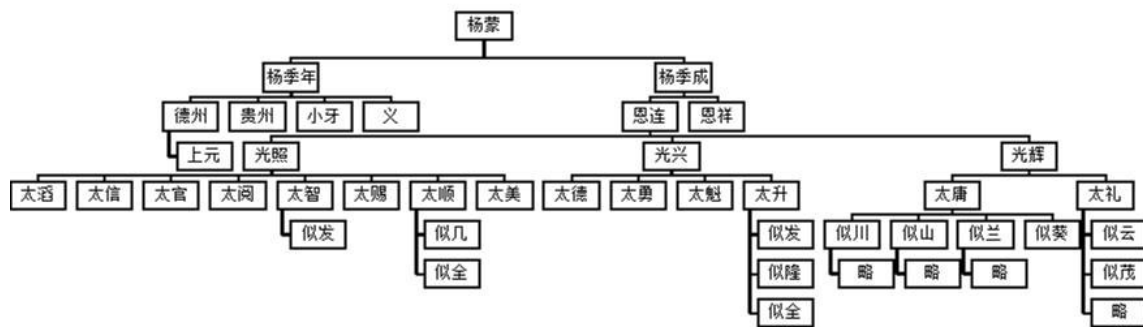 杨蒙
杨季年 杨季成
德州 贵州 小牙 义 恩连 恩祥
上元 光照 光兴 光辉
太滔 太信 太官 太阅 太智 太赐 太顺 太美 太德 太勇 太魁 太升 太庸 太礼
似发 似几 似发 似川 似山 似兰 似葵 似云
似全 似隆 略 略 略 似茂
似全 略